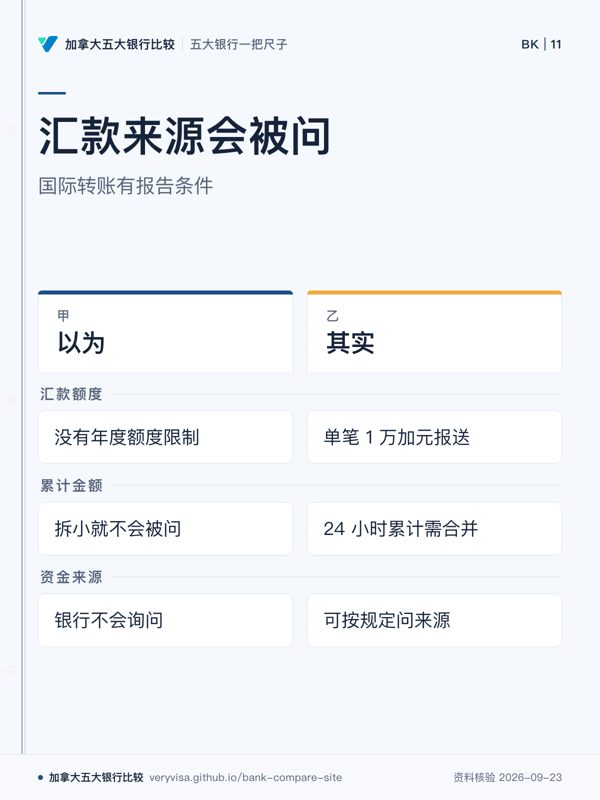 加拿大五大银行比较 五大银行一把尺子 BK 11
汇款来源会被问
国际转账有报告条件
甲 乙
以为 其实
汇款额度
没有年度额度限制 单笔 1 万加元报送
累计金额
拆小就不会被问 24 小时累计需合并
资金来源
银行不会询问 可按规定问来源
加拿大五大银行比较 veryvisa.github.io/bank-compare-site 资料核验 2026-09-23